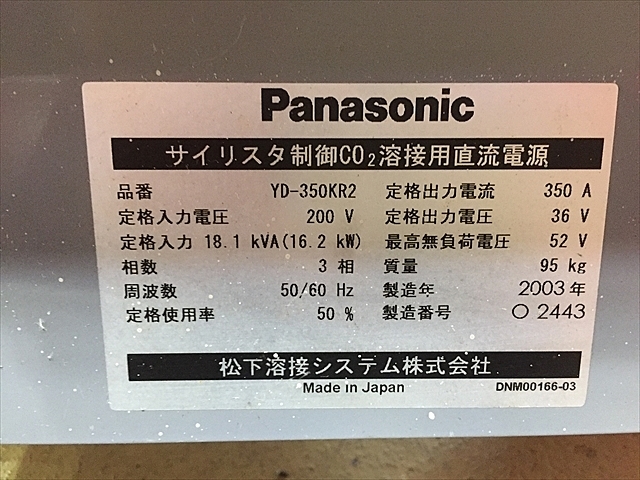 Panasonic
サイリスタ制御CO₂溶接用直流電源
品番 YD-350KR2 定格出力電流 350 A
定格入力電圧 200 V 定格出力電圧 36 V
定格入力 18.1 kVA(16.2 kW) 最高無負荷電圧 52 V
相数 3 相 質量 95 kg
周波数 50/60 Hz 製造年 2003年
定格使用率 50 % 製造番号 O 2443
松下溶接システム株式会社
Made in Japan DNM00166-03